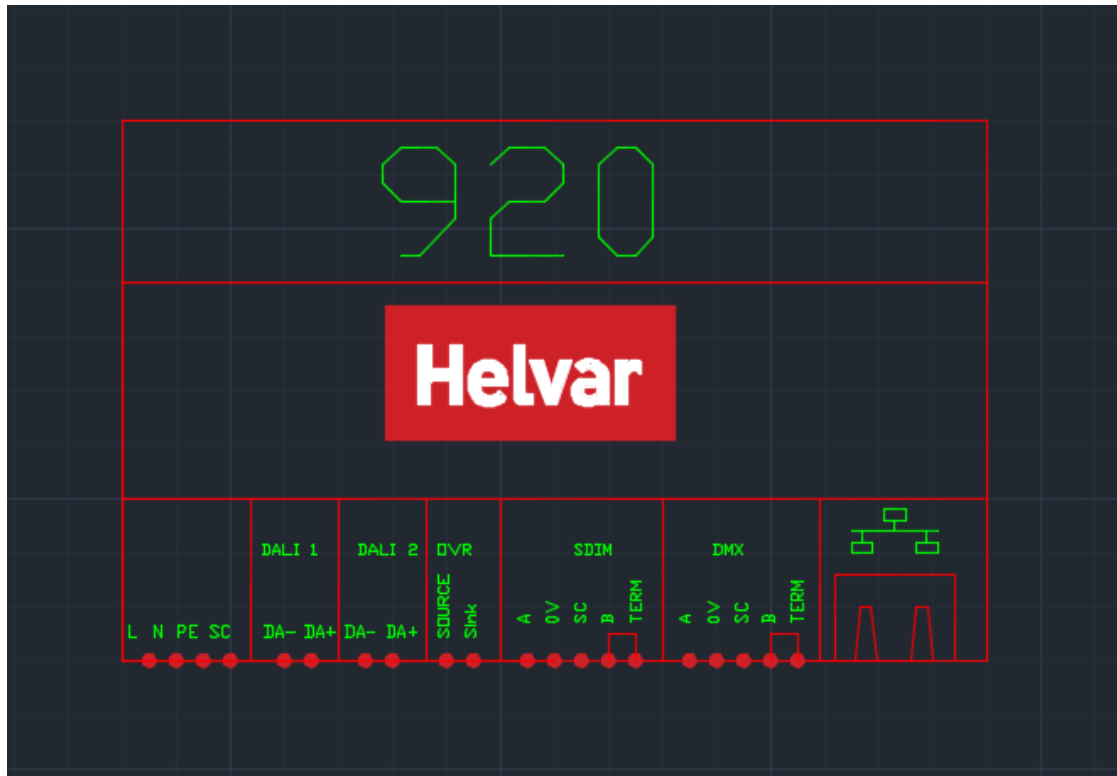 920
Helvar
DALI 1 DALI 2 OVR SDIM DMX
L N PE SC DA- DA+ DA- DA+ SOURCE Sink A 0V SC B TERM A 0V SC B TERM